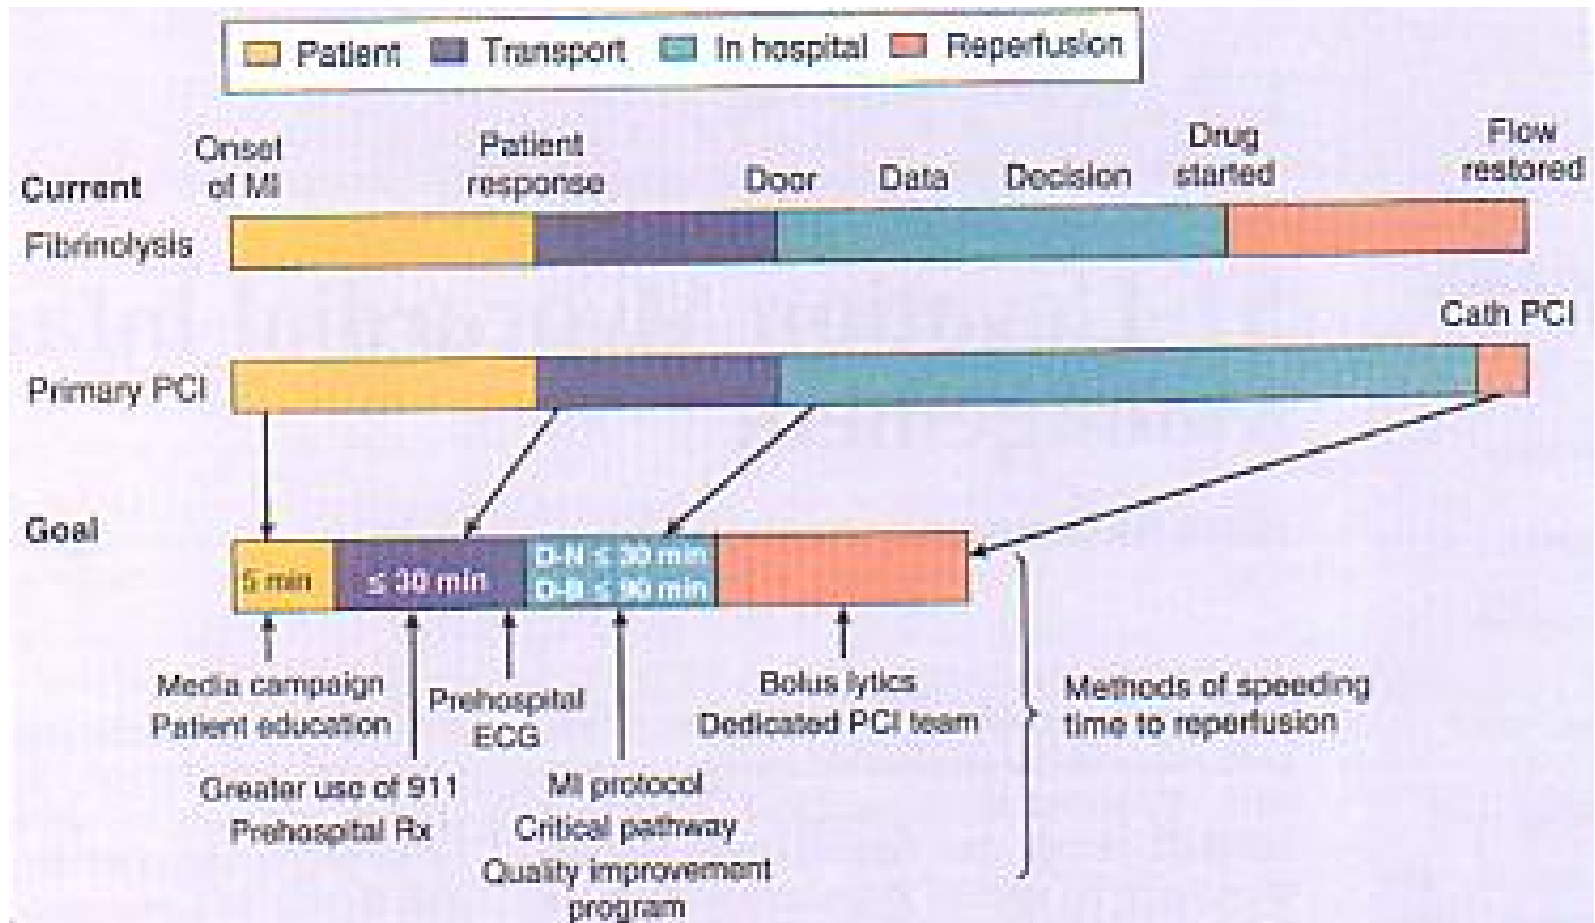 Patient Transport In hospital Reperfusion
Onset
of MI
Patient
response
Door
Data
Decision
Drug
started
Flow
restored
Current
Fibrinolysis
Cath PCI
Primary PCI
Goal
5 min
≤ 30 min
D-N ≤ 30 min
D-B ≤ 90 min
Media campaign
Patient education
Greater use of 911
Prehospital Rx
Prehospital
ECG
MI protocol
Critical pathway
Quality improvement
program
Bolus lytics
Dedicated PCI team
Methods of speeding
time to reperfusion